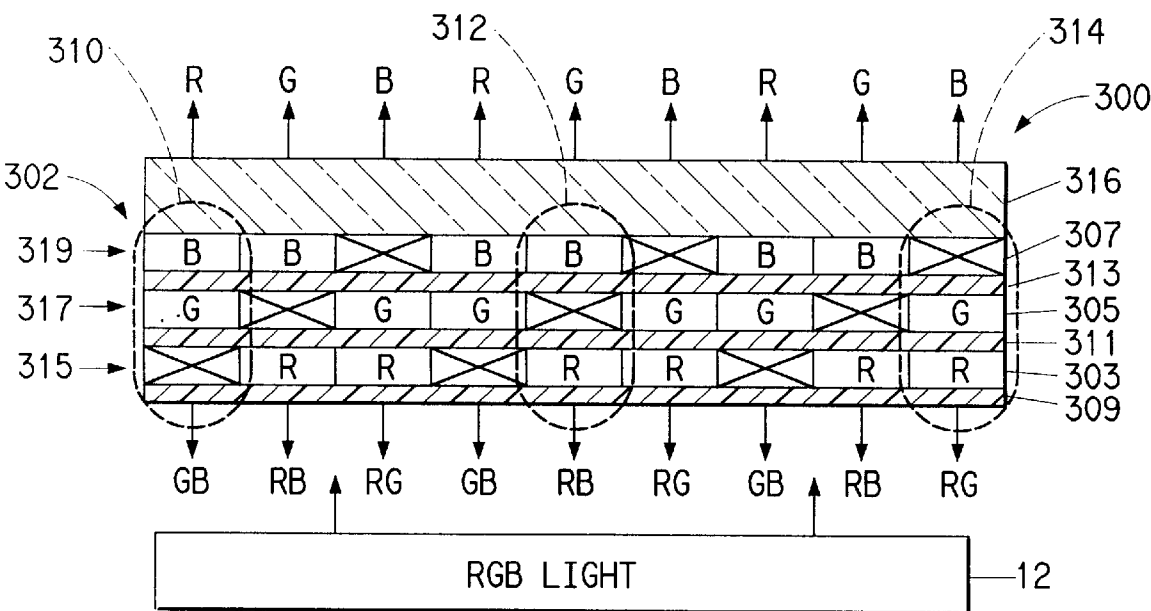 310
312
314
R G B R G B R G B
300
302
316
319 B B B B B B 307
313
317 G G G G G G 305
311
315 R R R R R R 303
309
GB RB RG GB RB RG GB RB RG
RGB LIGHT 12